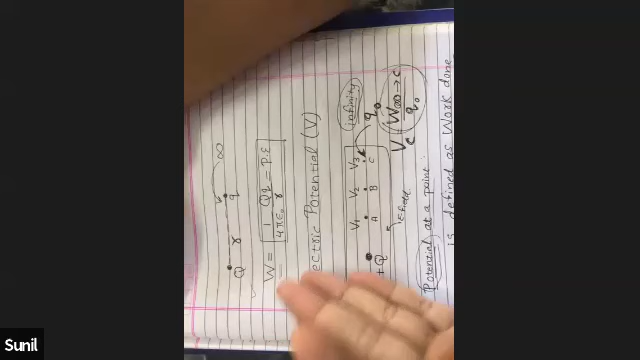 ∞
Q r q
W = 1/4πε₀ Qq/r = P.E
ectric Potential (V)
infinity
V₁ V₂ V₃ q₀
+Q A B C
E field
V_C = W∞→C / q₀
Potential at a point:
is defined as Work done
Sunil